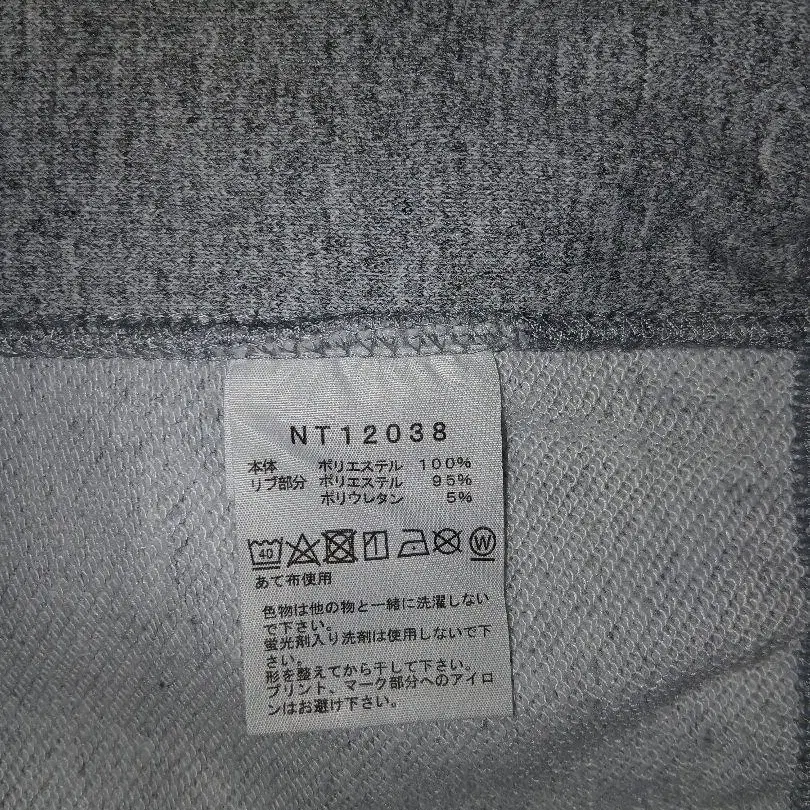 NT12038
本体 ポリエステル 100%
リブ部分 ポリエステル 95%
ポリウレタン 5%
40 W
あて布使用
色物は他の物と一緒に洗濯しない
で下さい。
蛍光剤入り洗剤は使用しないで下
さい。
形を整えてから干して下さい。
プリント、マーク部分へのアイロ
ンはお避け下さい。